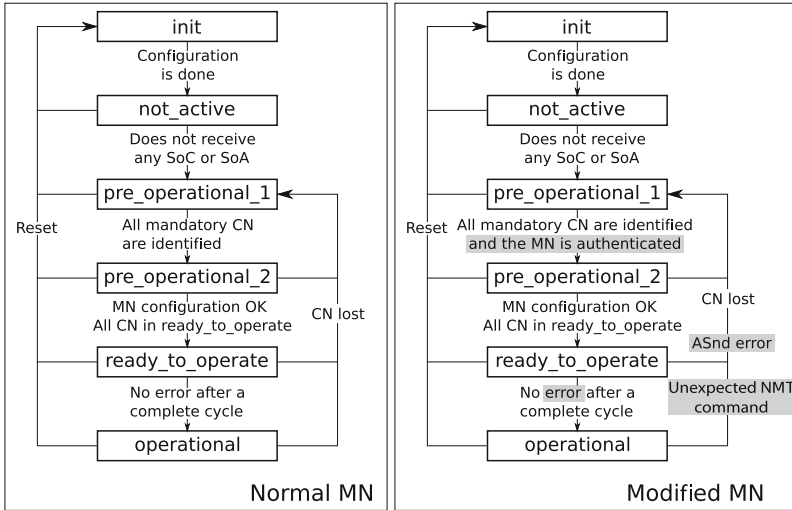 init
Configuration
is done
not_active
Does not receive
any SoC or SoA
pre_operational_1
Reset
All mandatory CN
are identified
pre_operational_2
MN configuration OK
All CN in ready_to_operate
CN lost
ready_to_operate
No error after a
complete cycle
operational
Normal MN
init
Configuration
is done
not_active
Does not receive
any SoC or SoA
pre_operational_1
Reset
All mandatory CN are identified
and the MN is authenticated
pre_operational_2
CN lost
MN configuration OK
All CN in ready_to_operate
ASnd error
ready_to_operate
Unexpected NMT
command
No error after a
complete cycle
operational
Modified MN